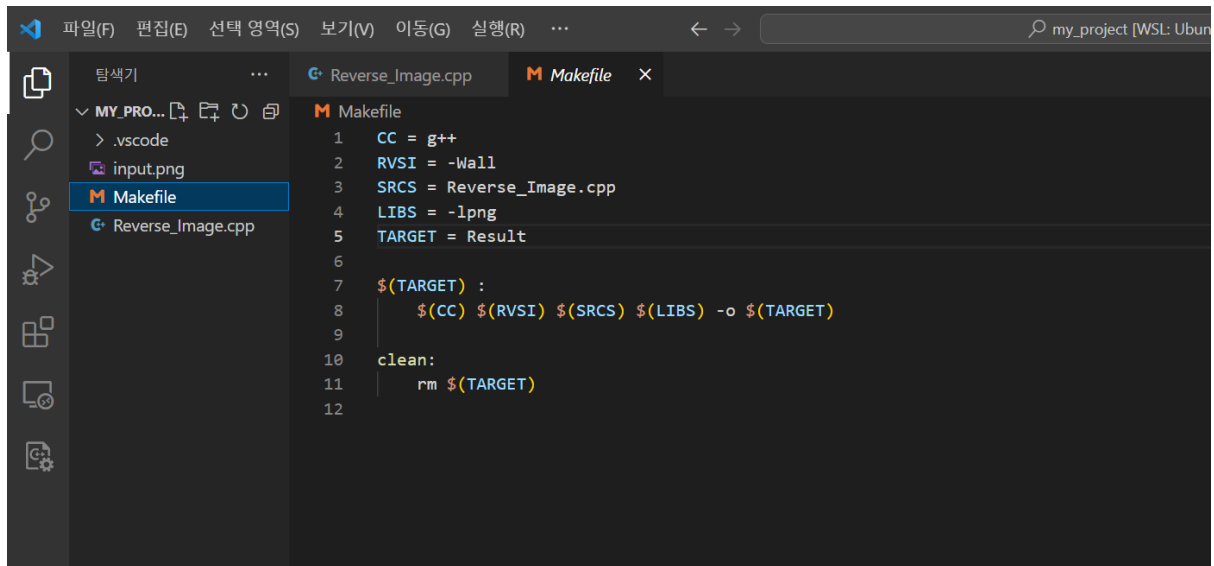 파일(F) 편집(E) 선택 영역(S) 보기(V) 이동(G) 실행(R) ··· my_project [WSL: Ubun
탐색기 ···
Reverse_Image.cpp
Makefile
MY_PRO...
.vscode
input.png
Makefile
Reverse_Image.cpp
Makefile
1 CC = g++
2 RVSI = -Wall
3 SRCS = Reverse_Image.cpp
4 LIBS = -lpng
5 TARGET = Result
6
7 $(TARGET) :
8 $(CC) $(RVSI) $(SRCS) $(LIBS) -o $(TARGET)
9
10 clean:
11 rm $(TARGET)
12